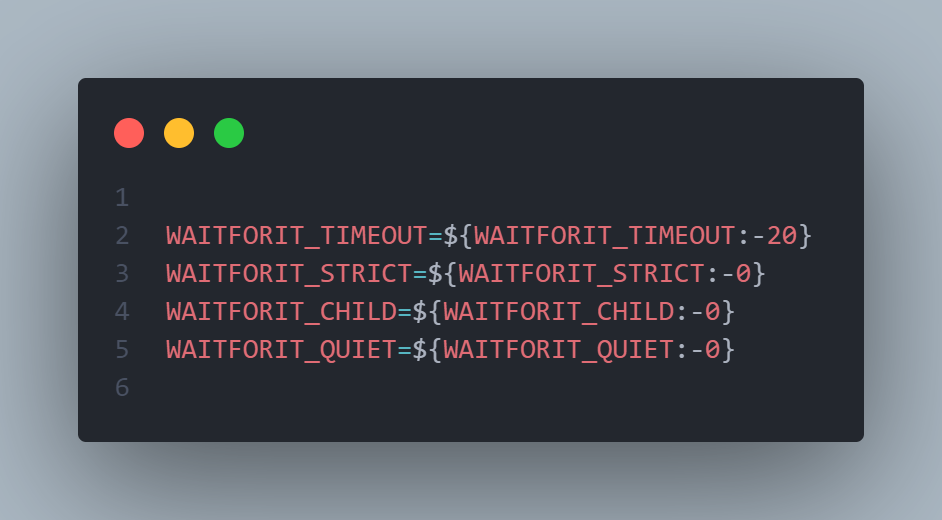 1
2 WAITFORIT_TIMEOUT=${WAITFORIT_TIMEOUT:-20}
3 WAITFORIT_STRICT=${WAITFORIT_STRICT:-0}
4 WAITFORIT_CHILD=${WAITFORIT_CHILD:-0}
5 WAITFORIT_QUIET=${WAITFORIT_QUIET:-0}
6